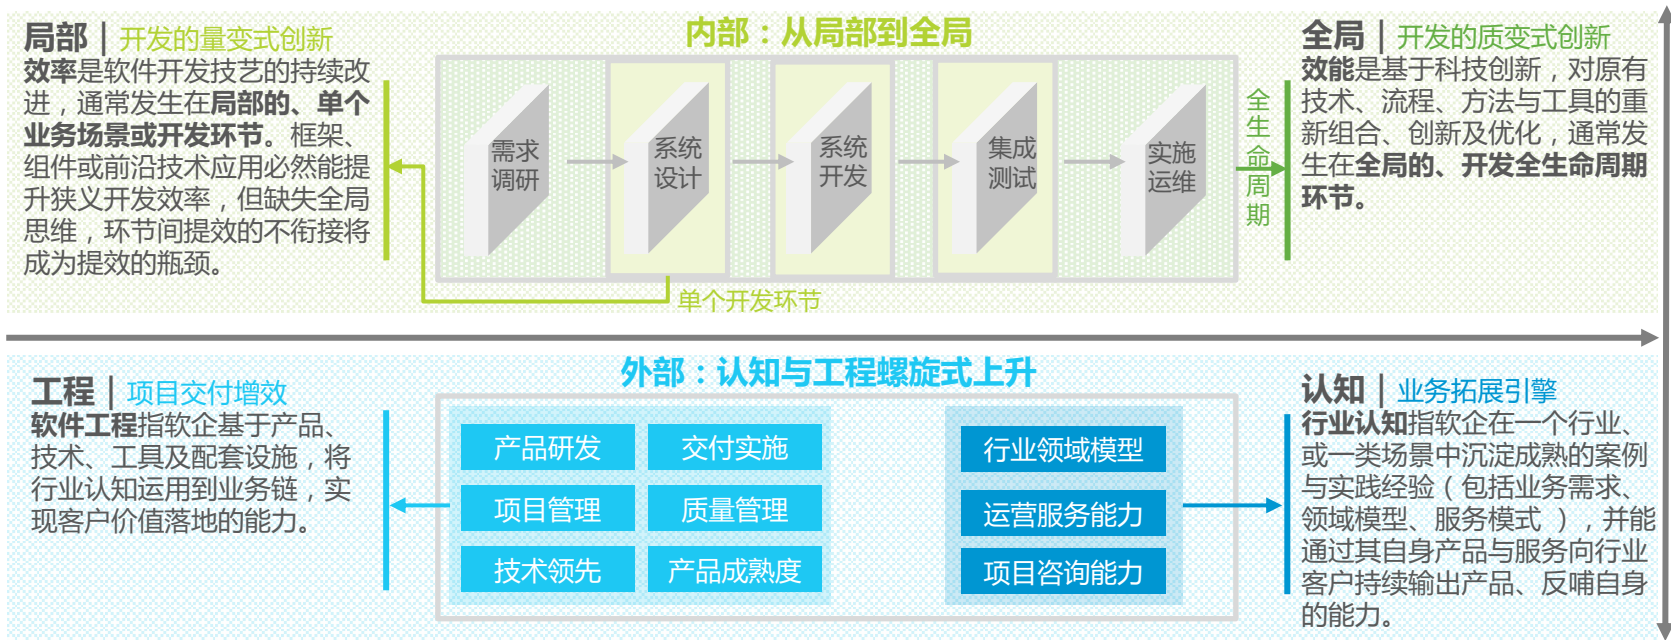 内部：从局部到全局
局部 | 开发的量变式创新
效率是软件开发技艺的持续改
进，通常发生在局部的、单个
业务场景或开发环节。框架、
组件或前沿技术应用必然能提
升狭义开发效率，但缺失全局
思维，环节间提效的不衔接将
成为提效的瓶颈。
需求
调研
系统
设计
系统
开发
集成
测试
实施
运维
单个开发环节
全生命周期
全局 | 开发的质变式创新
效能是基于科技创新，对原有
技术、流程、方法与工具的重
新组合、创新及优化，通常发
生在全局的、开发全生命周期
环节。
外部：认知与工程螺旋式上升
工程 | 项目交付增效
软件工程指软企基于产品、
技术、工具及配套设施，将
行业认知运用到业务链，实
现客户价值落地的能力。
产品研发 交付实施
项目管理 质量管理
技术领先 产品成熟度
行业领域模型
运营服务能力
项目咨询能力
认知 | 业务拓展引擎
行业认知指软企在一个行业、
或一类场景中沉淀成熟的案例
与实践经验（包括业务需求、
领域模型、服务模式 ），并能
通过其自身产品与服务向行业
客户持续输出产品、反哺自身
的能力。